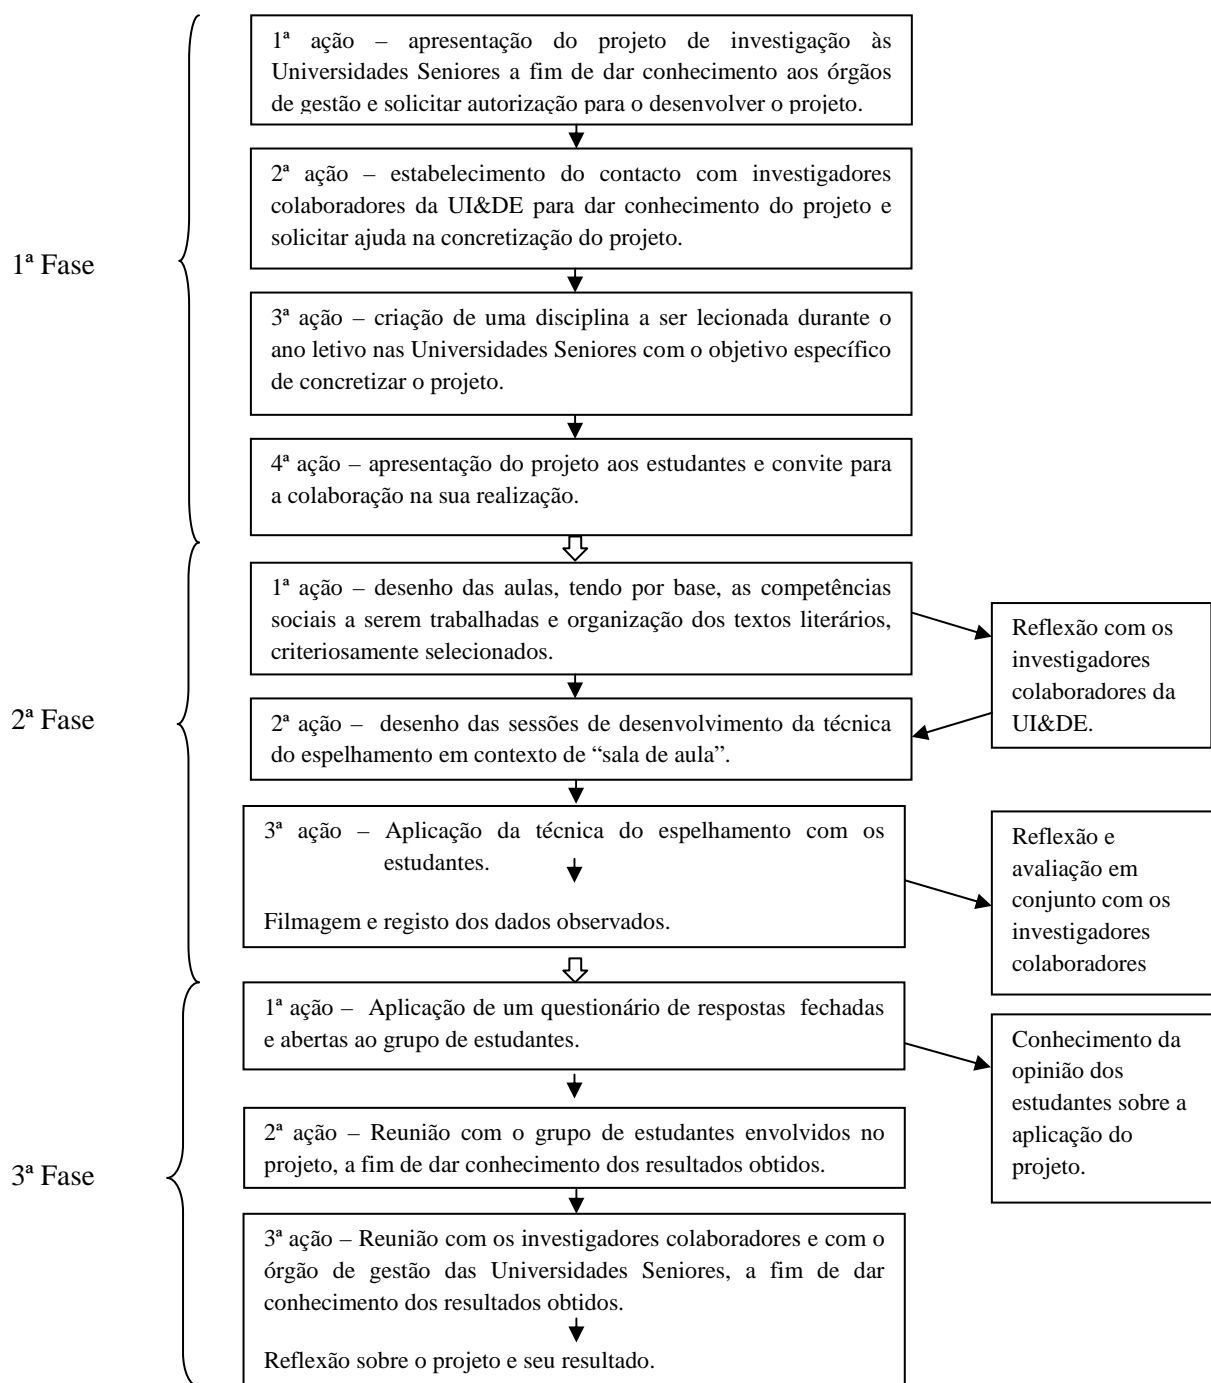 1ª ação – apresentação do projeto de investigação às
Universidades Seniores a fim de dar conhecimento aos órgãos
de gestão e solicitar autorização para o desenvolver o projeto.
2ª ação – estabelecimento do contacto com investigadores
colaboradores da UI&DE para dar conhecimento do projeto e
solicitar ajuda na concretização do projeto.
1ª Fase
3ª ação – criação de uma disciplina a ser lecionada durante o
ano letivo nas Universidades Seniores com o objetivo específico
de concretizar o projeto.
4ª ação – apresentação do projeto aos estudantes e convite para
a colaboração na sua realização.
1ª ação – desenho das aulas, tendo por base, as competências
sociais a serem trabalhadas e organização dos textos literários,
criteriosamente selecionados.
Reflexão com os
investigadores
colaboradores da
UI&DE.
2ª Fase
2ª ação – desenho das sessões de desenvolvimento da técnica
do espelhamento em contexto de “sala de aula”.
3ª ação – Aplicação da técnica do espelhamento com os
estudantes.
Filmagem e registo dos dados observados.
Reflexão e
avaliação em
conjunto com os
investigadores
colaboradores
1ª ação – Aplicação de um questionário de respostas fechadas
e abertas ao grupo de estudantes.
Conhecimento da
opinião dos
estudantes sobre a
aplicação do
projeto.
2ª ação – Reunião com o grupo de estudantes envolvidos no
projeto, a fim de dar conhecimento dos resultados obtidos.
3ª Fase
3ª ação – Reunião com os investigadores colaboradores e com o
órgão de gestão das Universidades Seniores, a fim de dar
conhecimento dos resultados obtidos.
Reflexão sobre o projeto e seu resultado.